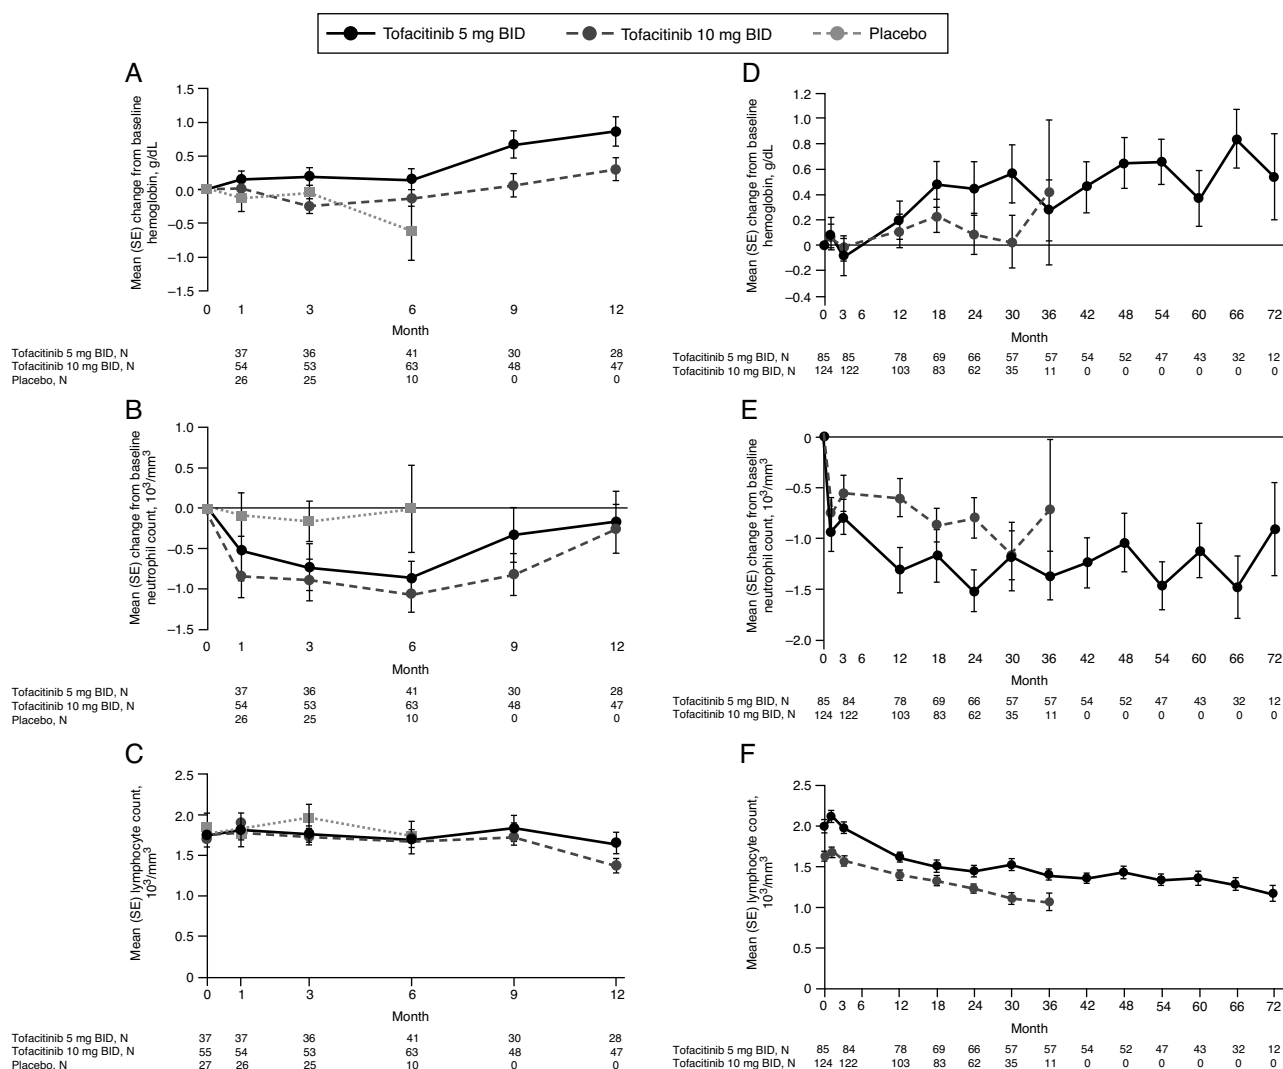 Tofacitinib 5 mg BID Tofacitinib 10 mg BID Placebo
A
Mean (SE) change from baseline
hemoglobin, g/dL
1.5
1.0
0.5
0.0
–0.5
–1.0
–1.5
0 1 3 6 9 12
Month
Tofacitinib 5 mg BID, N 37 36 41 30 28
Tofacitinib 10 mg BID, N 54 53 63 48 47
Placebo, N 26 25 10 0 0
B
Mean (SE) change from baseline
neutrophil count, 10³/mm³
1.0
0.5
0.0
–0.5
–1.0
–1.5
0 1 3 6 9 12
Month
Tofacitinib 5 mg BID, N 37 36 41 30 28
Tofacitinib 10 mg BID, N 54 53 63 48 47
Placebo, N 26 25 10 0 0
C
Mean (SE) lymphocyte count,
10³/mm³
2.5
2.0
1.5
1.0
0.5
0
0 1 3 6 9 12
Month
Tofacitinib 5 mg BID, N 37 37 36 41 30 28
Tofacitinib 10 mg BID, N 55 54 53 63 48 47
Placebo, N 27 26 25 10 0 0
D
Mean (SE) change from baseline
hemoglobin, g/dL
1.2
1.0
0.8
0.6
0.4
0.2
0
–0.2
–0.4
0 3 6 12 18 24 30 36 42 48 54 60 66 72
Month
Tofacitinib 5 mg BID, N 85 85 78 69 66 57 57 54 52 47 43 32 12
Tofacitinib 10 mg BID, N 124 122 103 83 62 35 11 0 0 0 0 0 0
E
Mean (SE) change from baseline
neutrophil count, 10³/mm³
0
–0.5
–1.0
–1.5
–2.0
0 3 6 12 18 24 30 36 42 48 54 60 66 72
Month
Tofacitinib 5 mg BID, N 85 84 78 69 66 57 57 54 52 47 43 32 12
Tofacitinib 10 mg BID, N 124 122 103 83 62 35 11 0 0 0 0 0 0
F
Mean (SE) lymphocyte count,
10³/mm³
2.5
2.0
1.5
1.0
0.5
0
0 3 6 12 18 24 30 36 42 48 54 60 66 72
Month
Tofacitinib 5 mg BID, N 85 84 78 69 66 57 57 54 52 47 43 32 12
Tofacitinib 10 mg BID, N 124 122 103 83 62 35 11 0 0 0 0 0 0